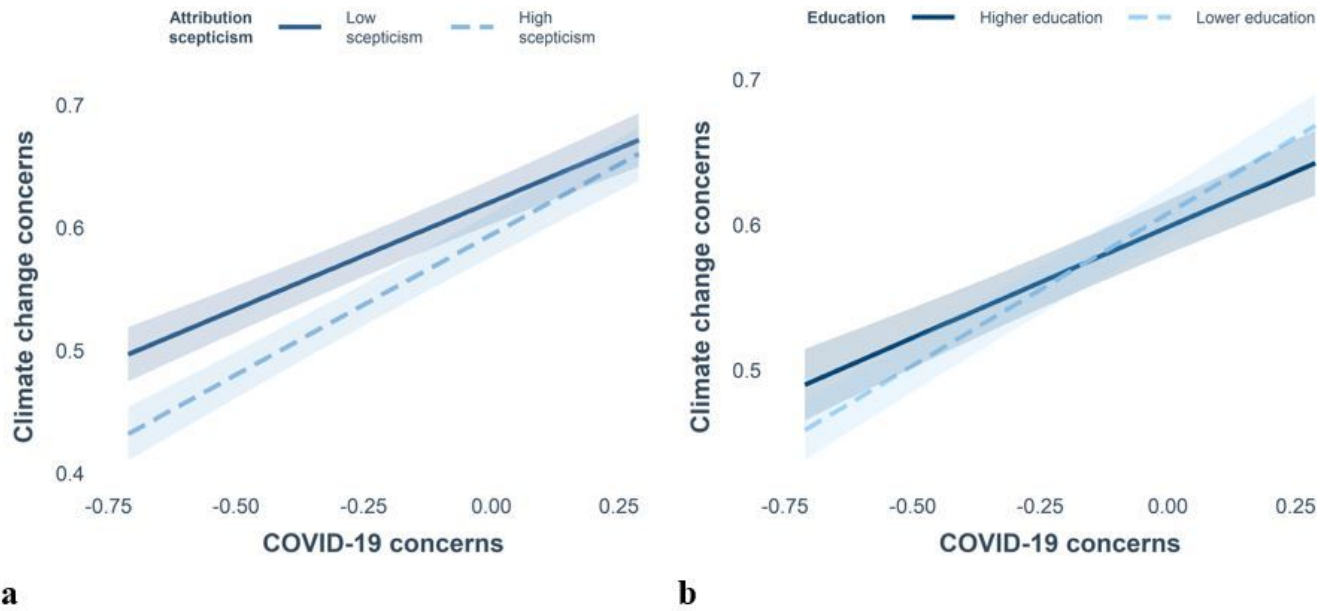 Attribution scepticism
Low scepticism
High scepticism
0.7
0.6
0.5
0.4
Climate change concerns
-0.75
-0.50
-0.25
0.00
0.25
COVID-19 concerns
a
Education
Higher education
Lower education
0.7
0.6
0.5
Climate change concerns
-0.75
-0.50
-0.25
0.00
0.25
COVID-19 concerns
b